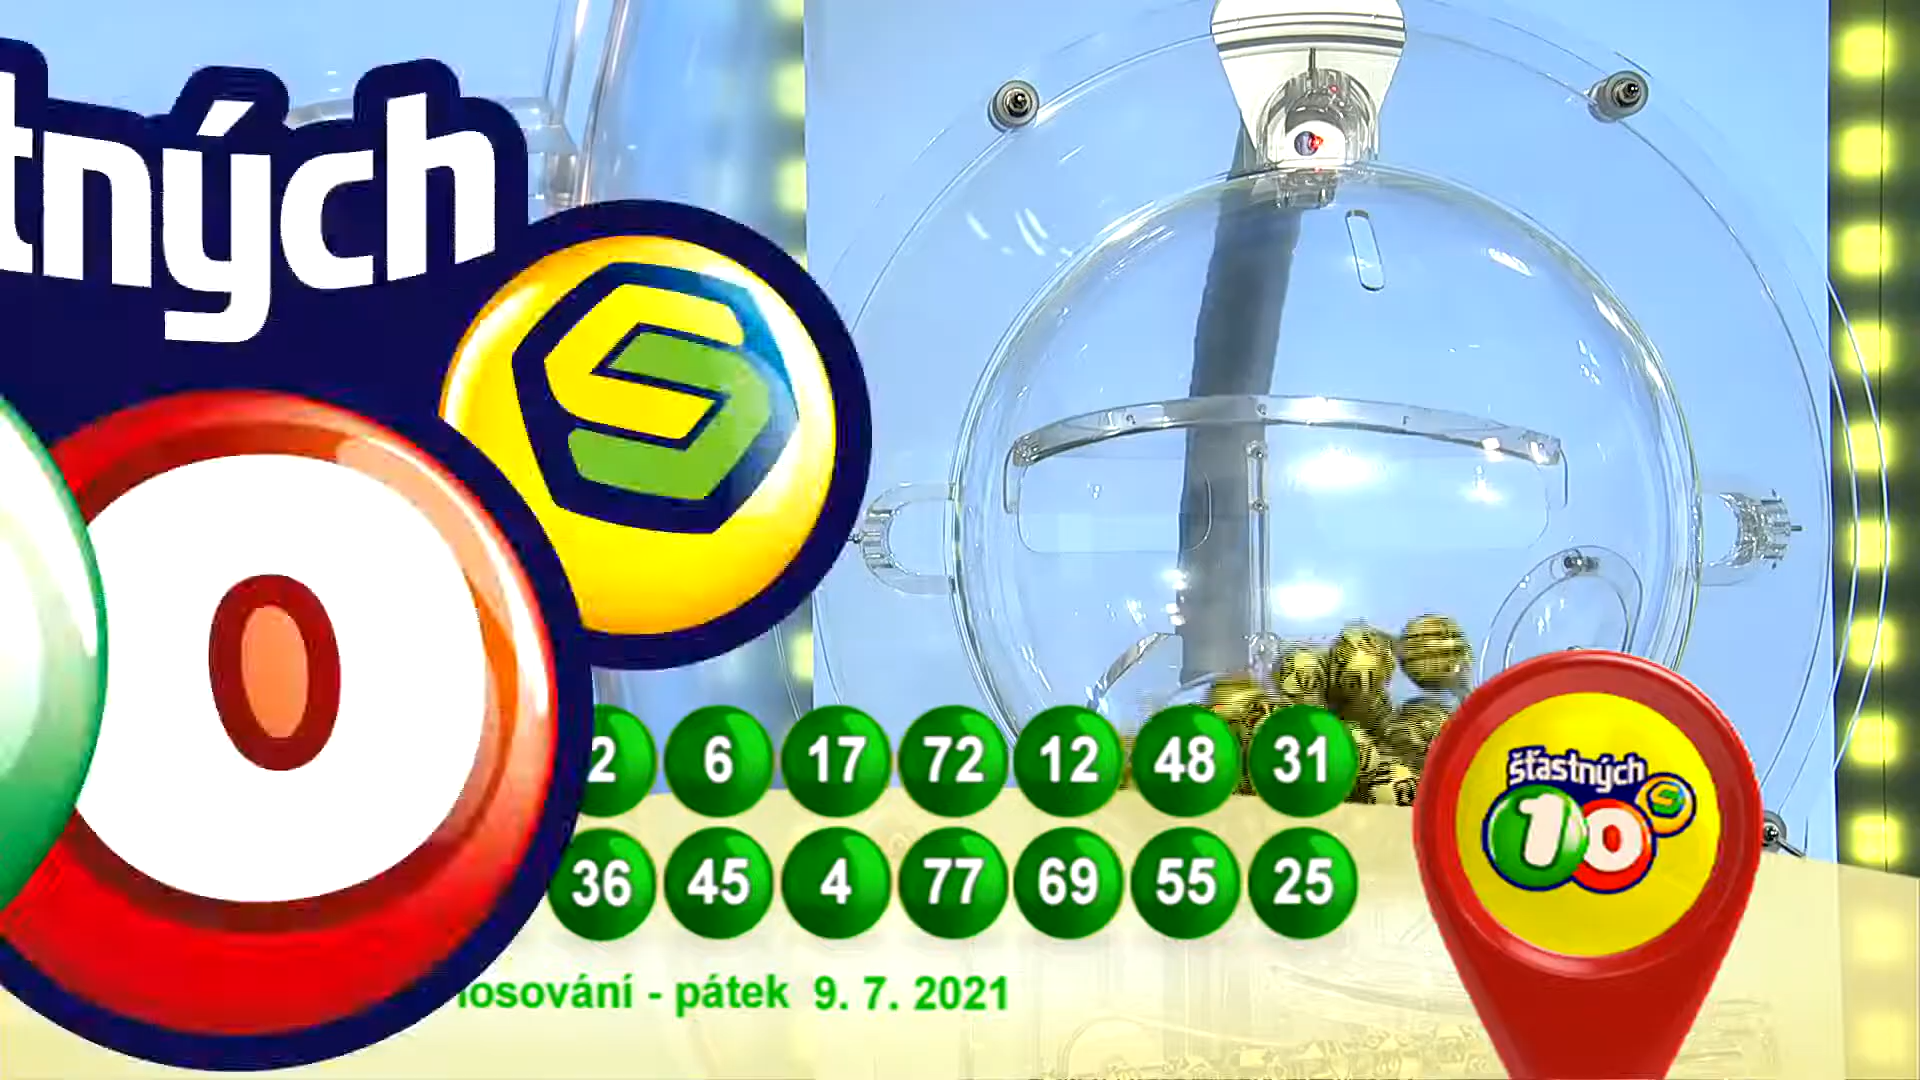 tných
0
2 6 17 72 12 48 31
36 45 4 77 69 55 25
losování - pátek 9. 7. 2021
šťastných
10